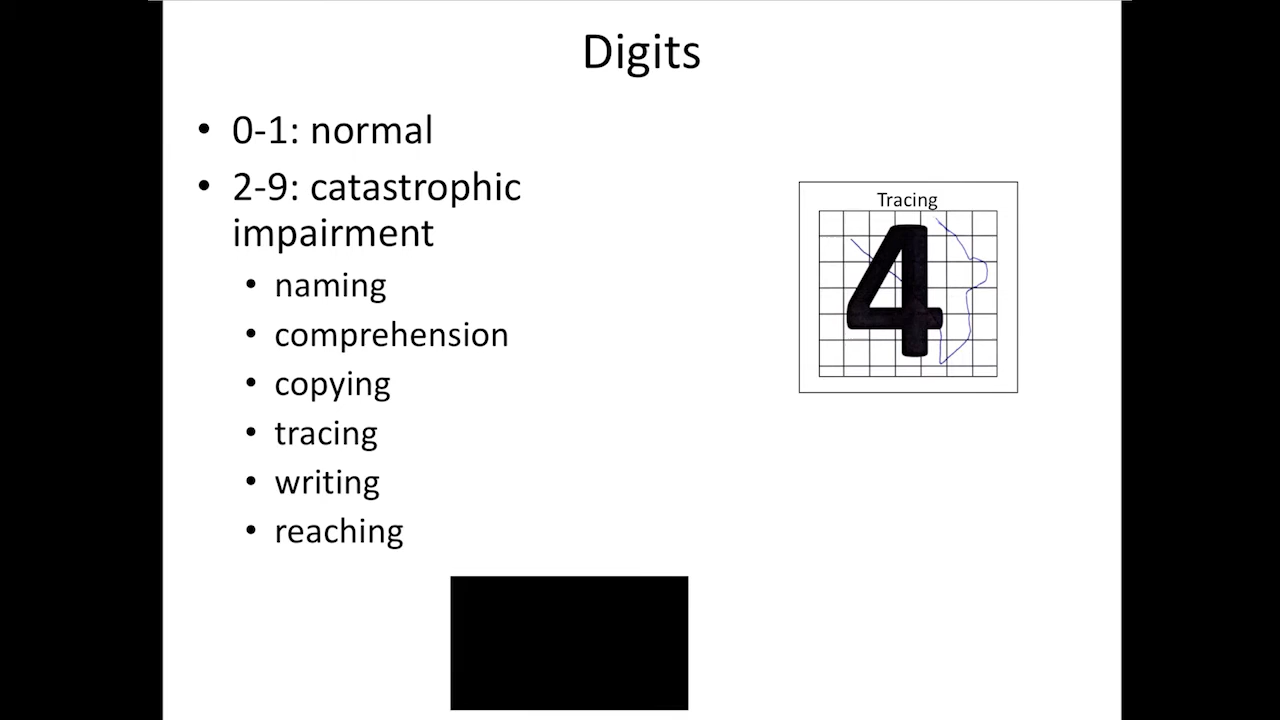 Digits
• 0-1: normal
• 2-9: catastrophic
impairment
• naming
• comprehension
• copying
• tracing
• writing
• reaching
Tracing
4